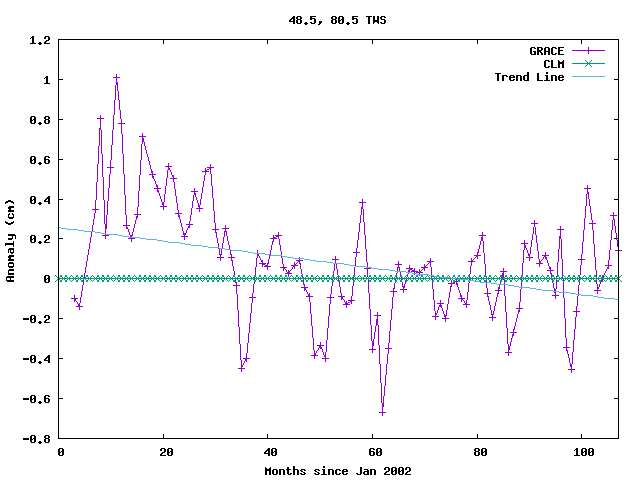 48.5, 80.5 TWS
GRACE
CLM
Trend Line
Anomaly (cm)
1.2
1
0.8
0.6
0.4
0.2
0
-0.2
-0.4
-0.6
-0.8
0 20 40 60 80 100
Months since Jan 2002